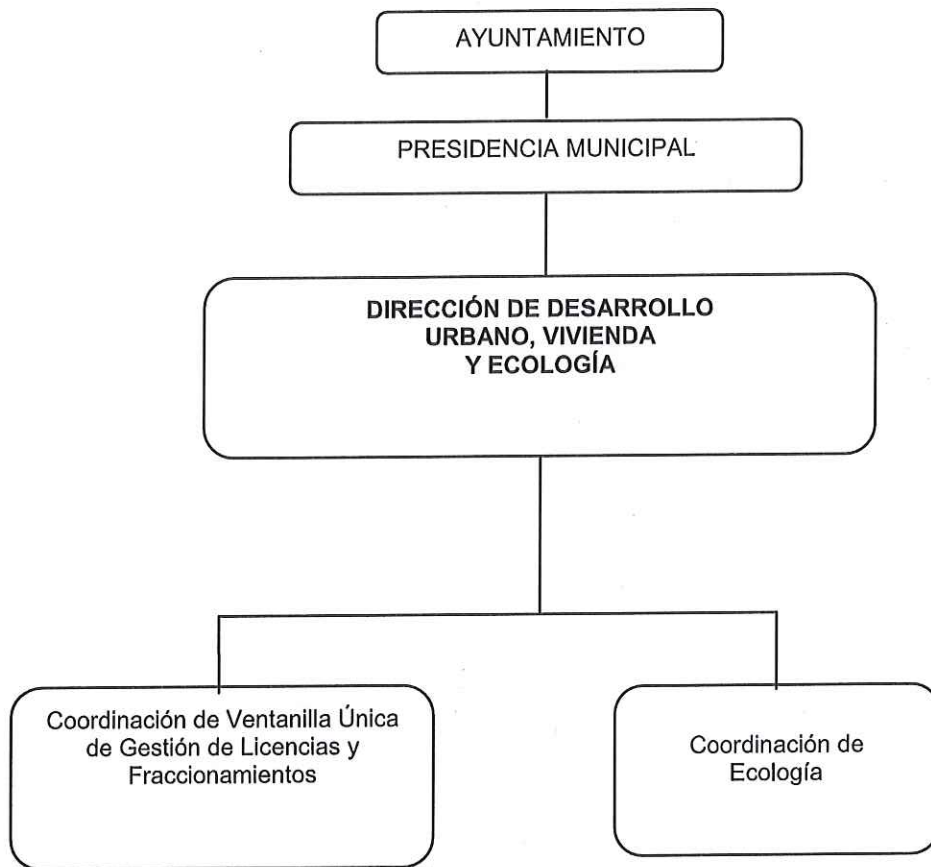 AYUNTAMIENTO
PRESIDENCIA MUNICIPAL
DIRECCIÓN DE DESARROLLO
URBANO, VIVIENDA
Y ECOLOGÍA
Coordinación de Ventanilla Única
de Gestión de Licencias y
Fraccionamientos
Coordinación de
Ecología